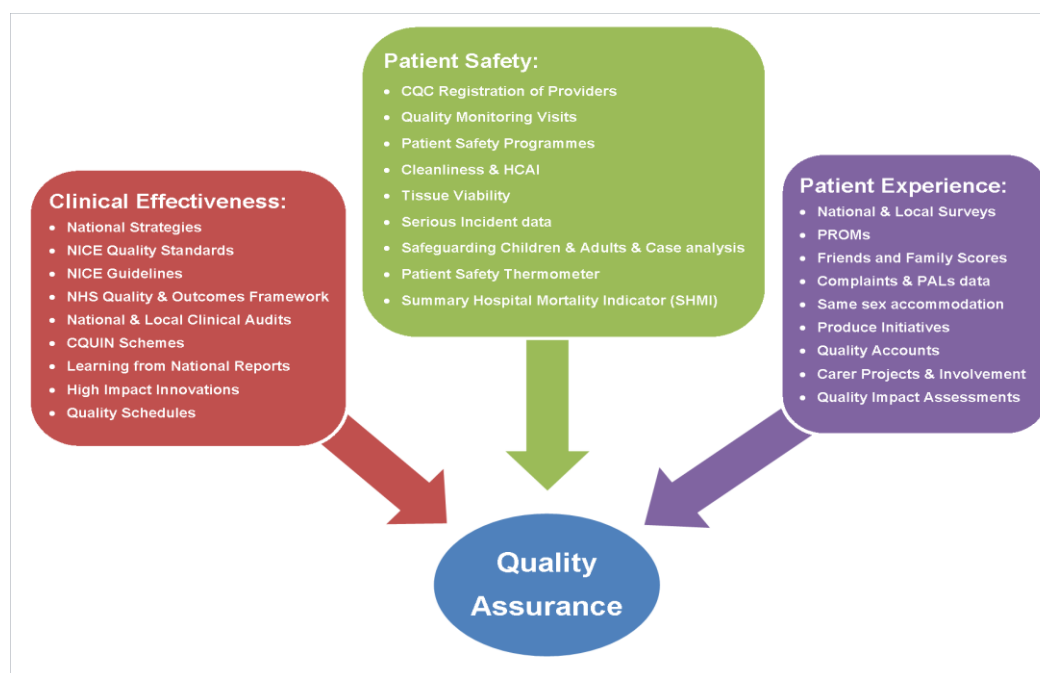 Patient Safety:
• CQC Registration of Providers
• Quality Monitoring Visits
• Patient Safety Programmes
• Cleanliness & HCAI
• Tissue Viability
• Serious Incident data
• Safeguarding Children & Adults & Case analysis
• Patient Safety Thermometer
• Summary Hospital Mortality Indicator (SHMI)
Clinical Effectiveness:
• National Strategies
• NICE Quality Standards
• NICE Guidelines
• NHS Quality & Outcomes Framework
• National & Local Clinical Audits
• CQUIN Schemes
• Learning from National Reports
• High Impact Innovations
• Quality Schedules
Patient Experience:
• National & Local Surveys
• PROMs
• Friends and Family Scores
• Complaints & PALs data
• Same sex accommodation
• Produce Initiatives
• Quality Accounts
• Carer Projects & Involvement
• Quality Impact Assessments
Quality
Assurance